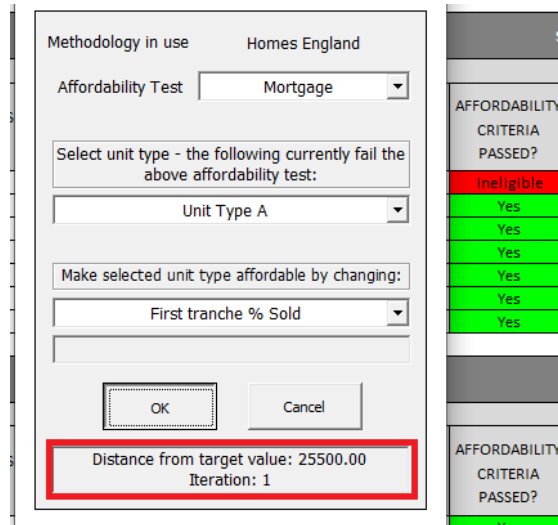 Methodology in use Homes England
Affordability Test Mortgage
Select unit type - the following currently fail the
above affordability test:
Unit Type A
Make selected unit type affordable by changing:
First tranche % Sold
OK Cancel
Distance from target value: 25500.00
Iteration: 1
AFFORDABILITY
CRITERIA
PASSED?
Ineligible
Yes
Yes
Yes
Yes
Yes
Yes
AFFORDABILITY
CRITERIA
PASSED?